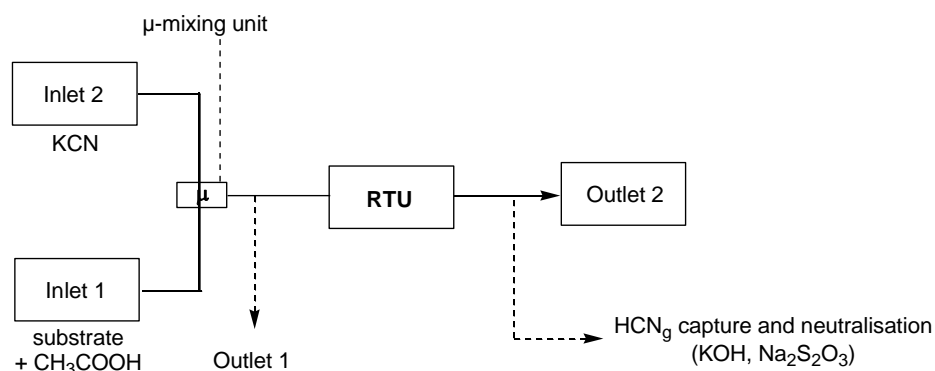 µ-mixing unit
Inlet 2
KCN
µ
RTU
Outlet 2
Inlet 1
substrate
+ CH₃COOH
Outlet 1
HCNg capture and neutralisation
(KOH, Na₂S₂O₃)